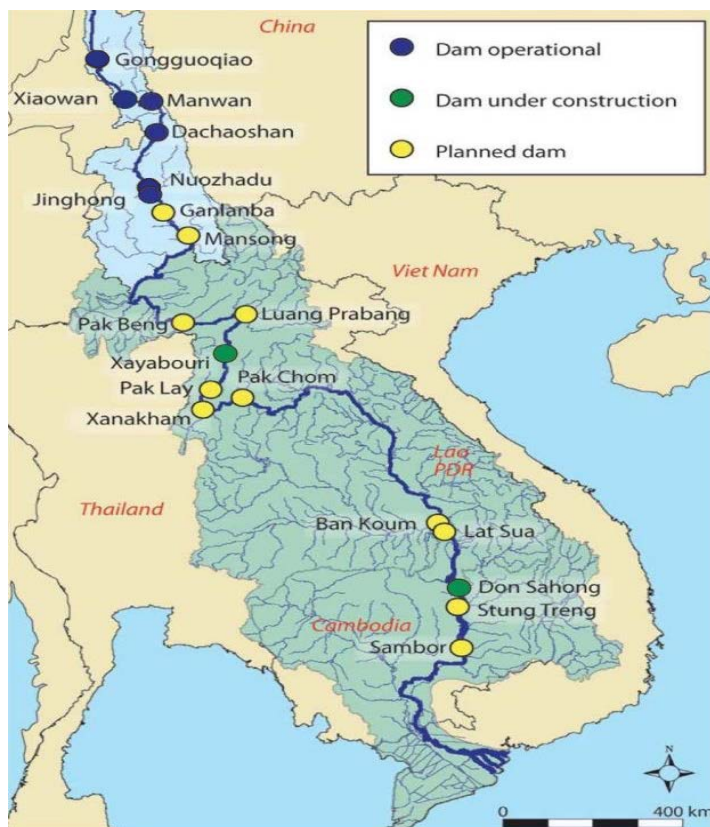 China
Dam operational
Dam under construction
Planned dam
Gongguoqiao
Xiaowan
Manwan
Dachaoshan
Nuozhadu
Jinghong
Ganlanba
Mansong
Viet Nam
Pak Beng
Luang Prabang
Xayabouri
Pak Lay
Pak Chom
Xanakham
Lao
PDR
Thailand
Ban Koum
Lat Sua
Don Sahong
Stung Treng
Cambodia
Sambor
N
0 400 km